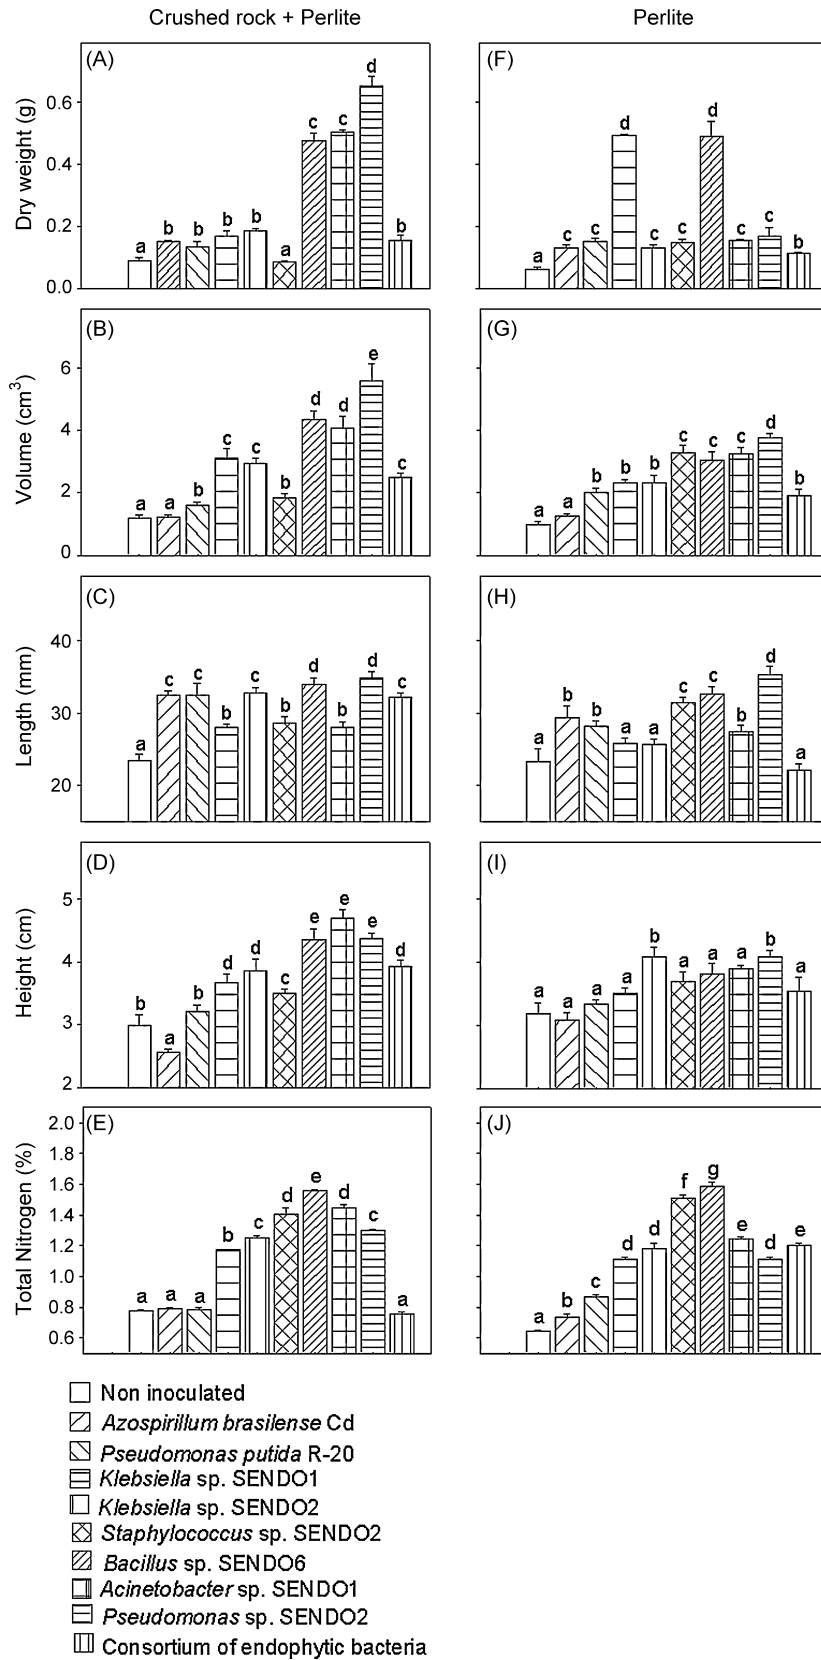 Crushed rock + Perlite
Perlite
(A)
Dry weight (g)
0.6
0.4
0.2
0.0
a b b b b a c c d b
(F)
a c c d c c d c c b
(B)
Volume (cm3)
6
4
2
0
a a b c c b d d e c
(G)
a a b b b c c c d b
(C)
Length (mm)
40
30
20
a c c b c b d b d c
(H)
a b b a a c c b d a
(D)
Height (cm)
5
4
3
2
b a b d d c e e e d
(I)
a a a a b a a a b a
(E)
Total Nitrogen (%)
2.0
1.8
1.6
1.4
1.2
1.0
0.8
0.6
a a a b c d e d c a
(J)
a b c d d f g e d e
Non inoculated
Azospirillum brasilense Cd
Pseudomonas putida R-20
Klebsiella sp. SENDO1
Klebsiella sp. SENDO2
Staphylococcus sp. SENDO2
Bacillus sp. SENDO6
Acinetobacter sp. SENDO1
Pseudomonas sp. SENDO2
Consortium of endophytic bacteria